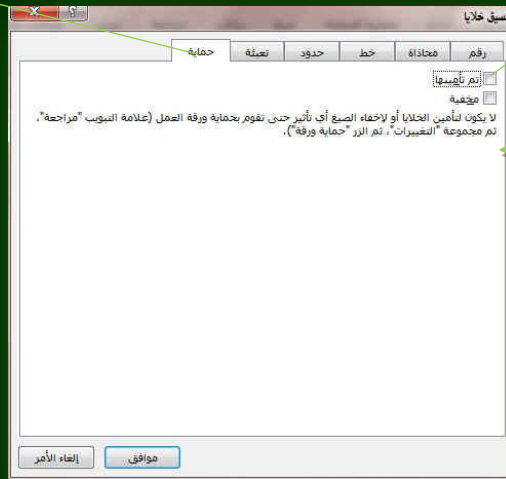 سيق خلايا
رقم محاذاة خط حدود تعبئة حماية
تم تأمينها
مخفية
لا يكون لتأمين الخلايا أو لإخفاء الصيغ أي تأثير حتى تقوم بحماية ورقة العمل (علامة التبويب "مراجعة"،
ثم مجموعة "التغييرات"، ثم الزر "حماية ورقة").
موافق إلغاء الأمر